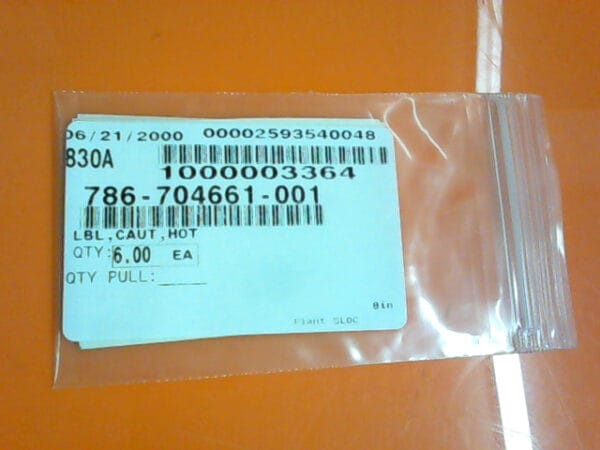 06/21/2000 00002593540048
830A
1000003364
786-704661-001
LBL,CAUT,HOT
QTY: 6.00 EA
QTY PULL:
Bin
Plant SLOC